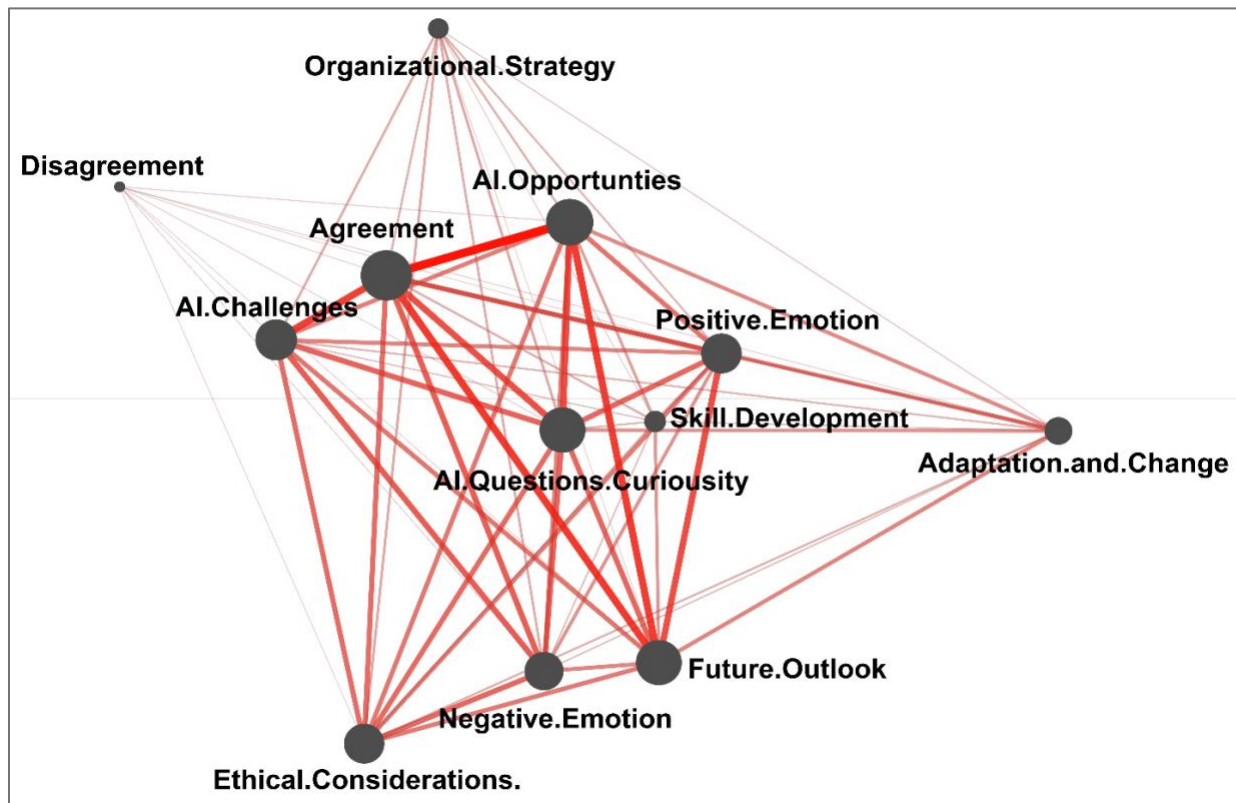 Organizational.Strategy
Disagreement
AI.Opportunties
Agreement
AI.Challenges
Positive.Emotion
Skill.Development
Adaptation.and.Change
AI.Questions.Curiousity
Future.Outlook
Negative.Emotion
Ethical.Considerations.